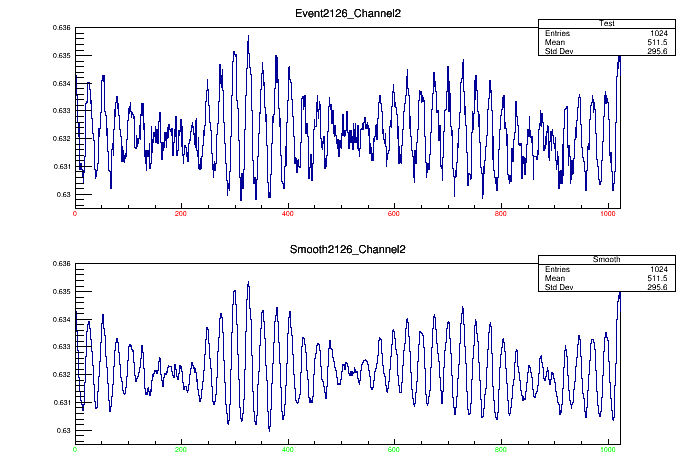 Event2126_Channel2
Test
Entries 1024
Mean 511.5
Std Dev 295.6
0.636
0.635
0.634
0.633
0.632
0.631
0.63
0 200 400 600 800 1000
Smooth2126_Channel2
Smooth
Entries 1024
Mean 511.5
Std Dev 295.6
0.636
0.635
0.634
0.633
0.632
0.631
0.63
0 200 400 600 800 1000